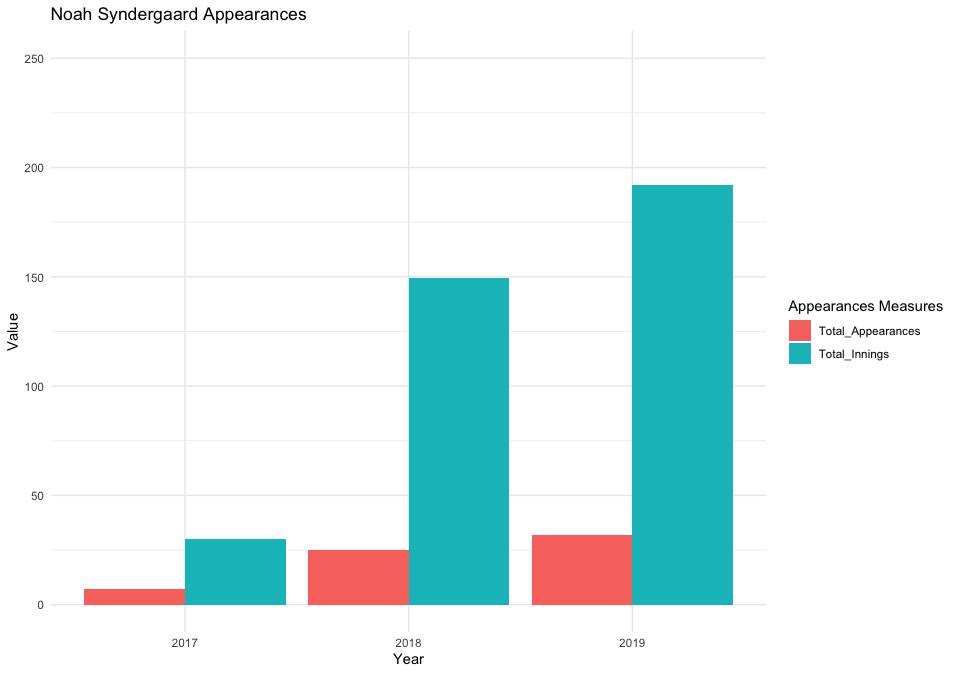 Noah Syndergaard Appearances
250
200
150
100
50
0
Value
2017 2018 2019
Year
Appearances Measures
Total_Appearances
Total_Innings